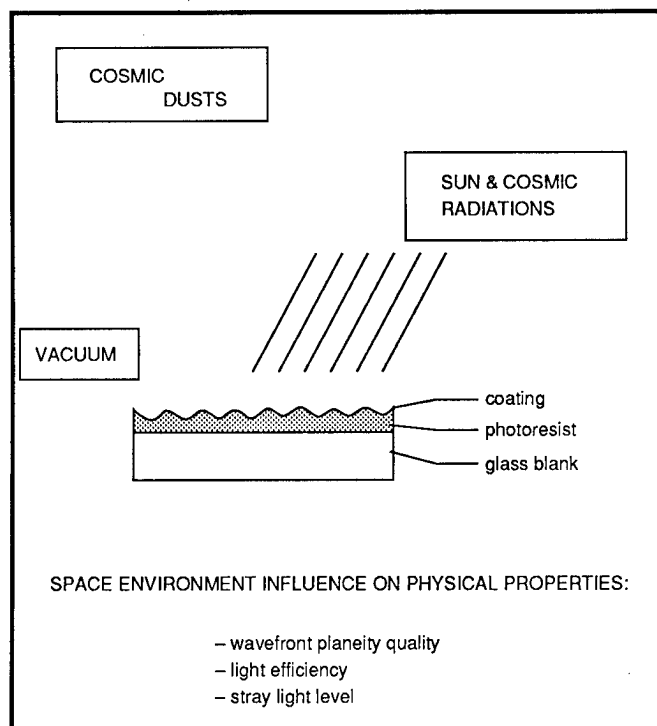 COSMIC
DUSTS
SUN & COSMIC
RADIATIONS
VACUUM
coating
photoresist
glass blank
SPACE ENVIRONMENT INFLUENCE ON PHYSICAL PROPERTIES:
– wavefront planeity quality
– light efficiency
– stray light level